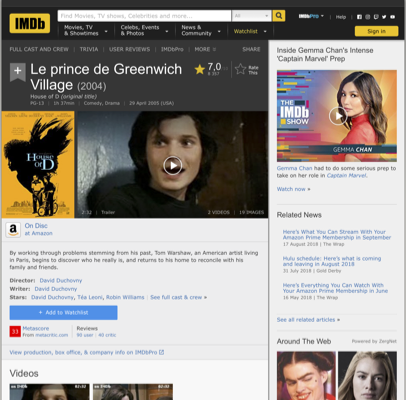 IMDb
Find Movies, TV shows, Celebrities and more...
All
IMDbPro
Help
Movies, TV
& Showtimes
Celebs, Events
& Photos
News &
Community
Watchlist
Sign in
FULL CAST AND CREW
TRIVIA
USER REVIEWS
IMDbPro
MORE
SHARE
Le prince de Greenwich
Village (2004)
House of D (original title)
PG-13 | 1h 37min | Comedy, Drama | 29 April 2005 (USA)
7,0
Rate
This
House
of D
2:32 | Trailer
2 VIDEOS | 19 IMAGES
On Disc
at Amazon
By working through problems stemming from his past, Tom Warshaw, an American artist living
in Paris, begins to discover who he really is, and returns to his home to reconcile with his
family and friends.
Director: David Duchovny
Writer: David Duchovny
Stars: David Duchovny, Téa Leoni, Robin Williams | See full cast & crew »
+ Add to Watchlist
Metascore
From metacritic.com
Reviews
90 user | 40 critic
View production, box office, & company info on IMDbPro
Videos
Inside Gemma Chan's Intense
'Captain Marvel' Prep
THE
IMDb
SHOW
GEMMA CHAN
Gemma Chan had to do some serious prep to
take on her role in Captain Marvel.
Watch now »
Related News
Here's What You Can Stream With Your
Amazon Prime Membership in September
17 August 2018 | The Wrap
Hulu schedule: Here's what is coming
and leaving in August 2018
31 July 2018 | Gold Derby
Here's Everything You Can Watch With
Your Amazon Prime Membership in June
16 May 2018 | The Wrap
See all related articles »
Around The Web
Powered by ZergNet